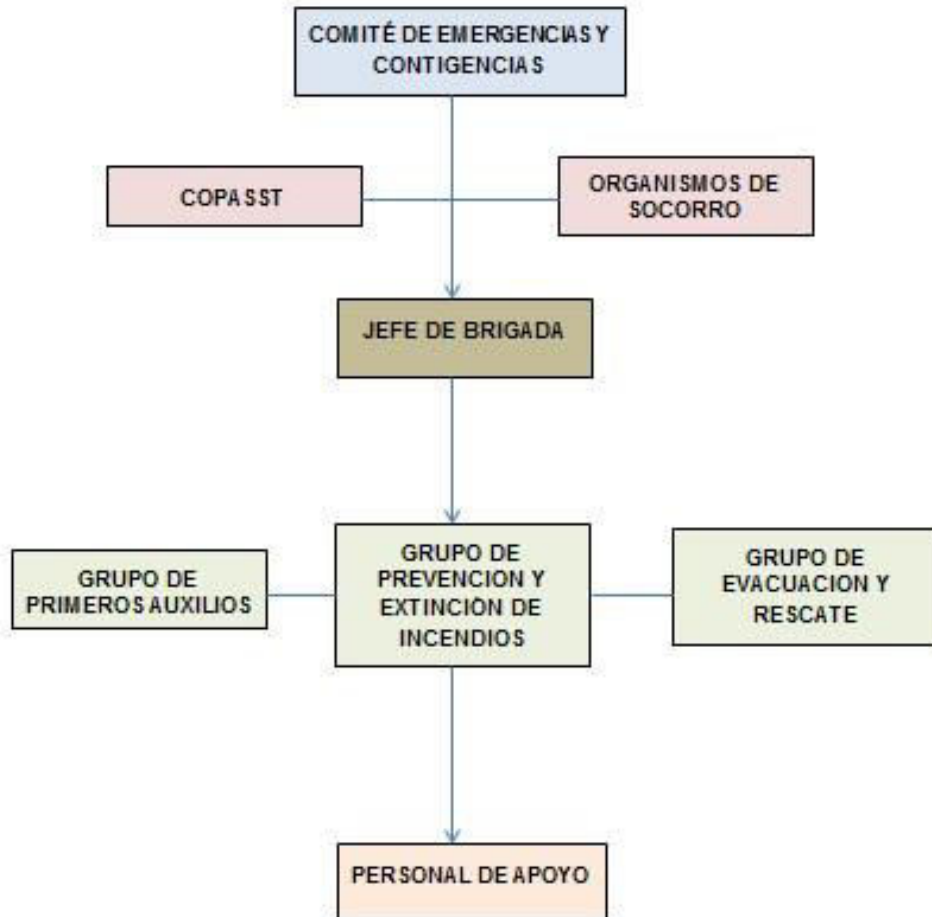 COMITÉ DE EMERGENCIAS Y
CONTIGENCIAS
COPASST
ORGANISMOS DE
SOCORRO
JEFE DE BRIGADA
GRUPO DE
PRIMEROS AUXILIOS
GRUPO DE
PREVENCION Y
EXTINCIÓN DE
INCENDIOS
GRUPO DE
EVACUACION Y
RESCATE
PERSONAL DE APOYO